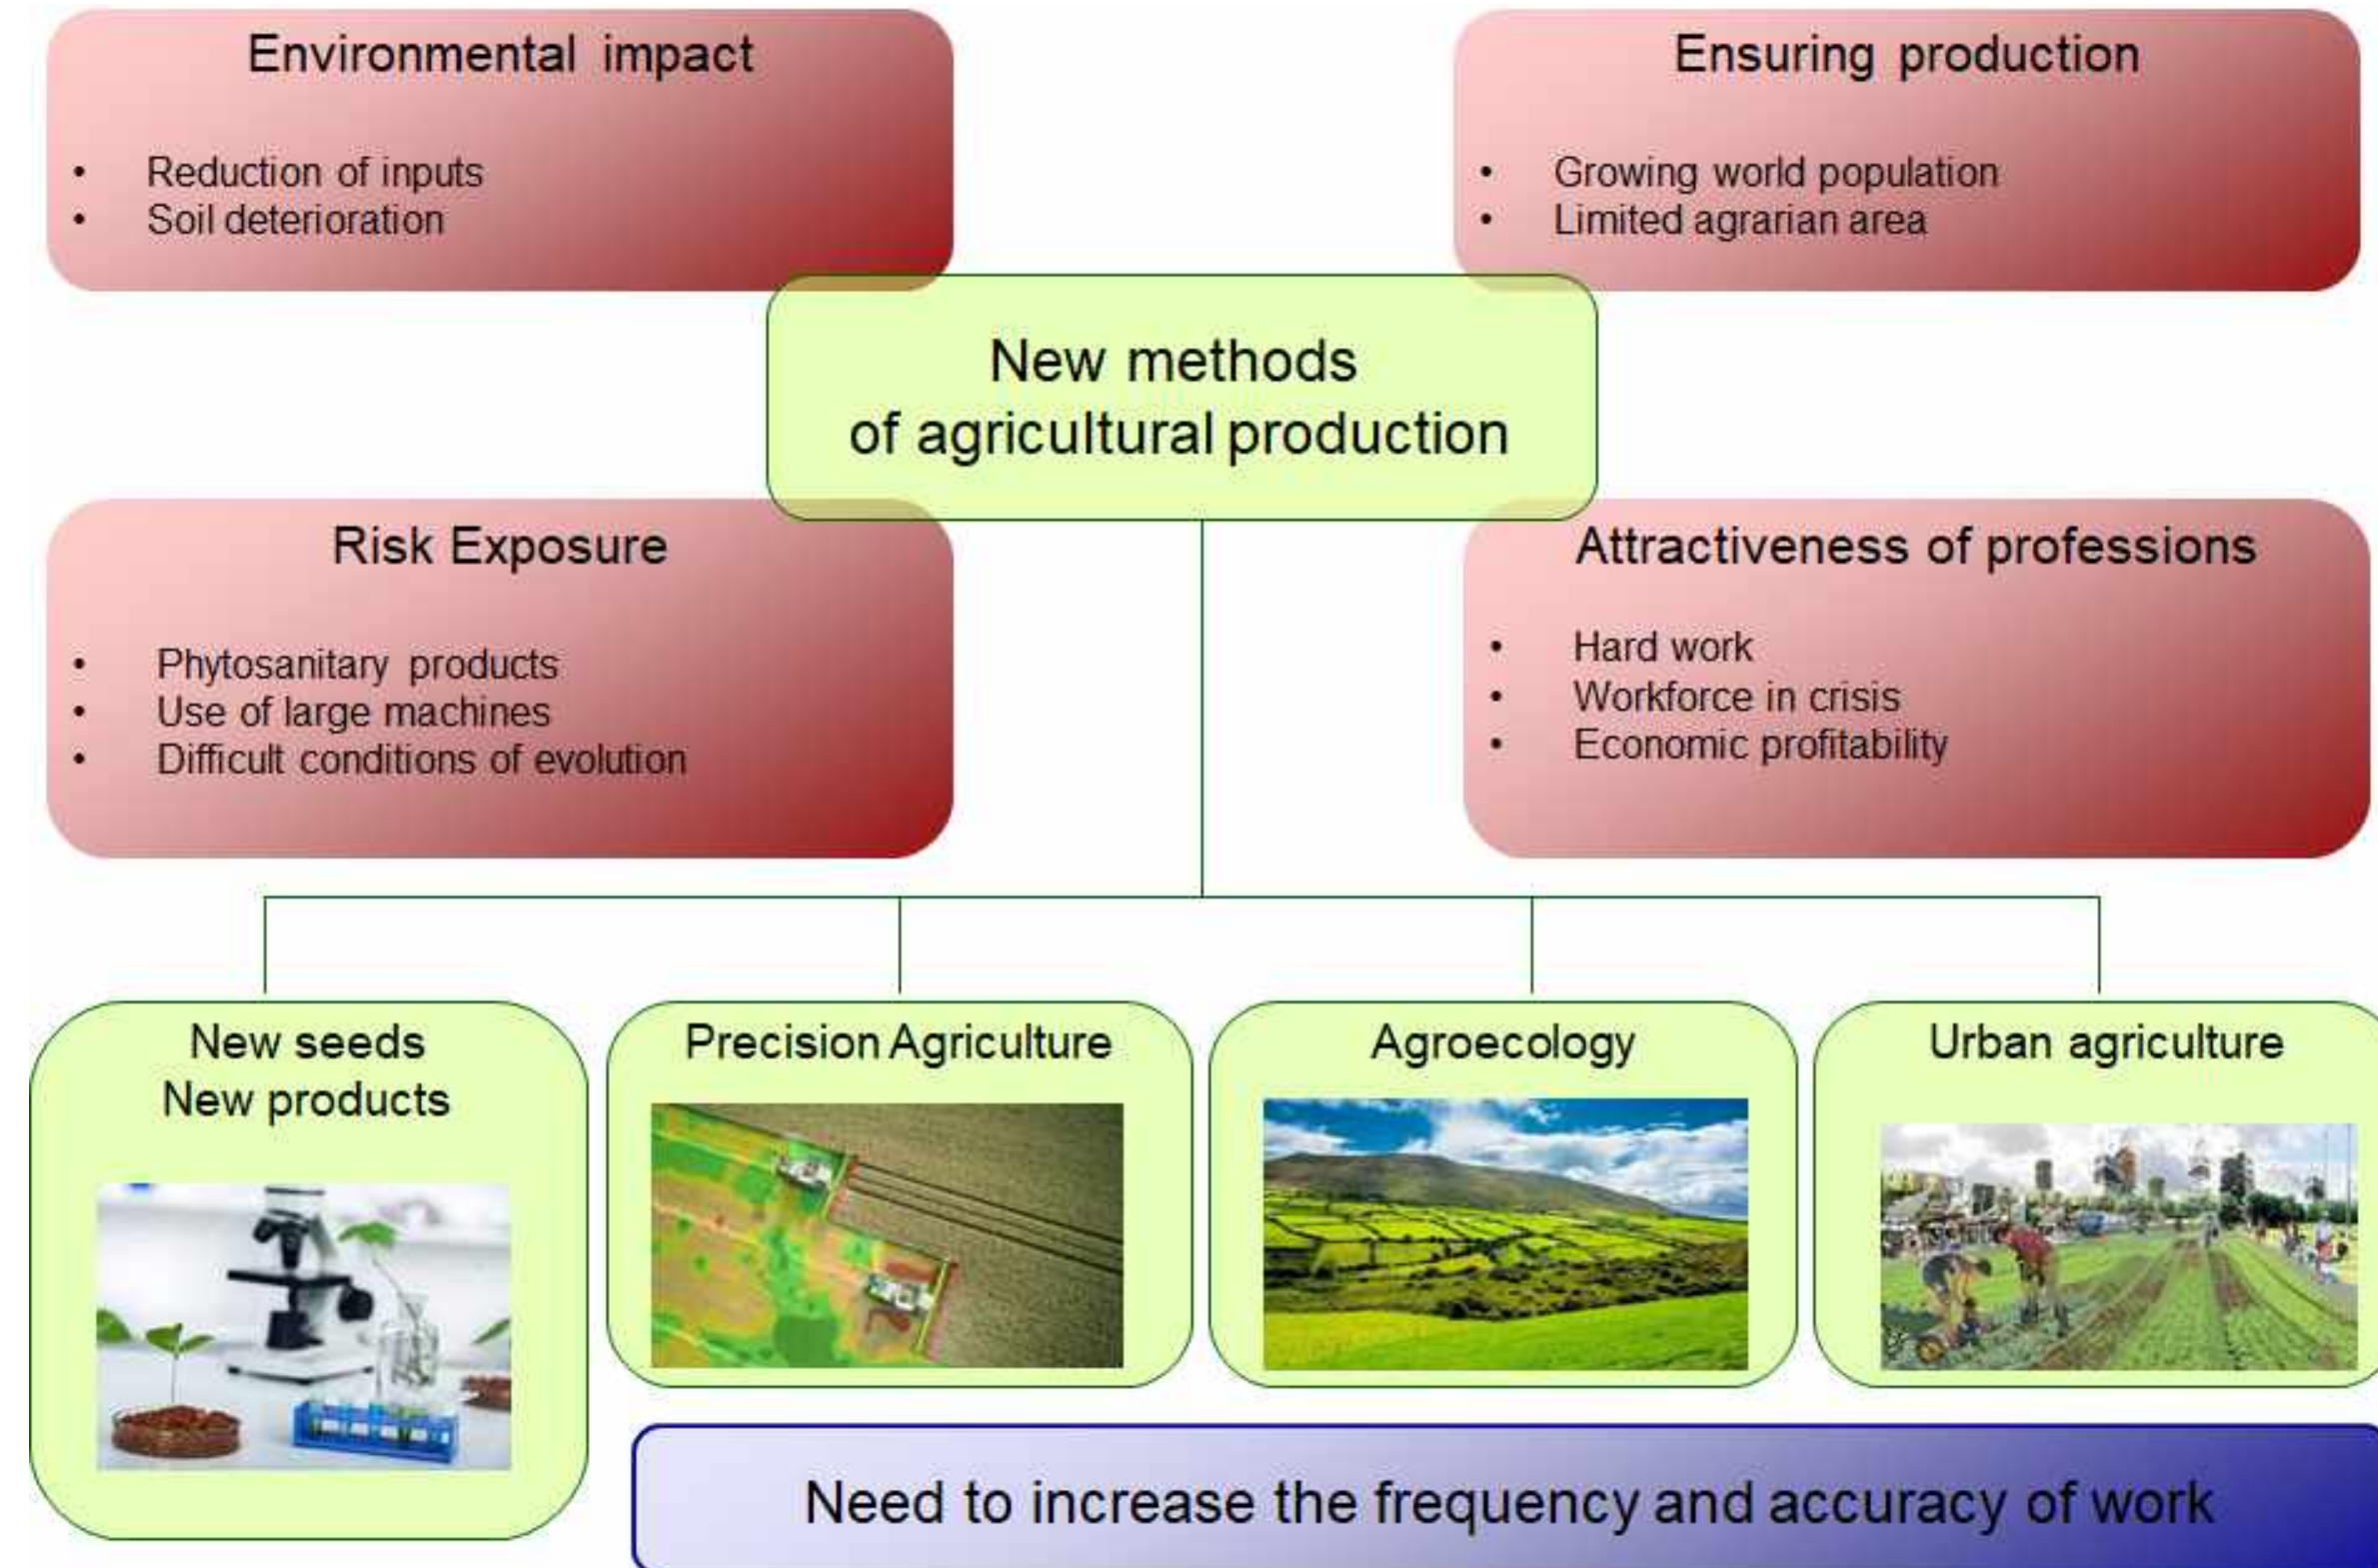 Environmental impact
• Reduction of inputs
• Soil deterioration
Ensuring production
• Growing world population
• Limited agrarian area
New methods
of agricultural production
Risk Exposure
• Phytosanitary products
• Use of large machines
• Difficult conditions of evolution
Attractiveness of professions
• Hard work
• Workforce in crisis
• Economic profitability
New seeds
New products
Precision Agriculture
Agroecology
Urban agriculture
Need to increase the frequency and accuracy of work